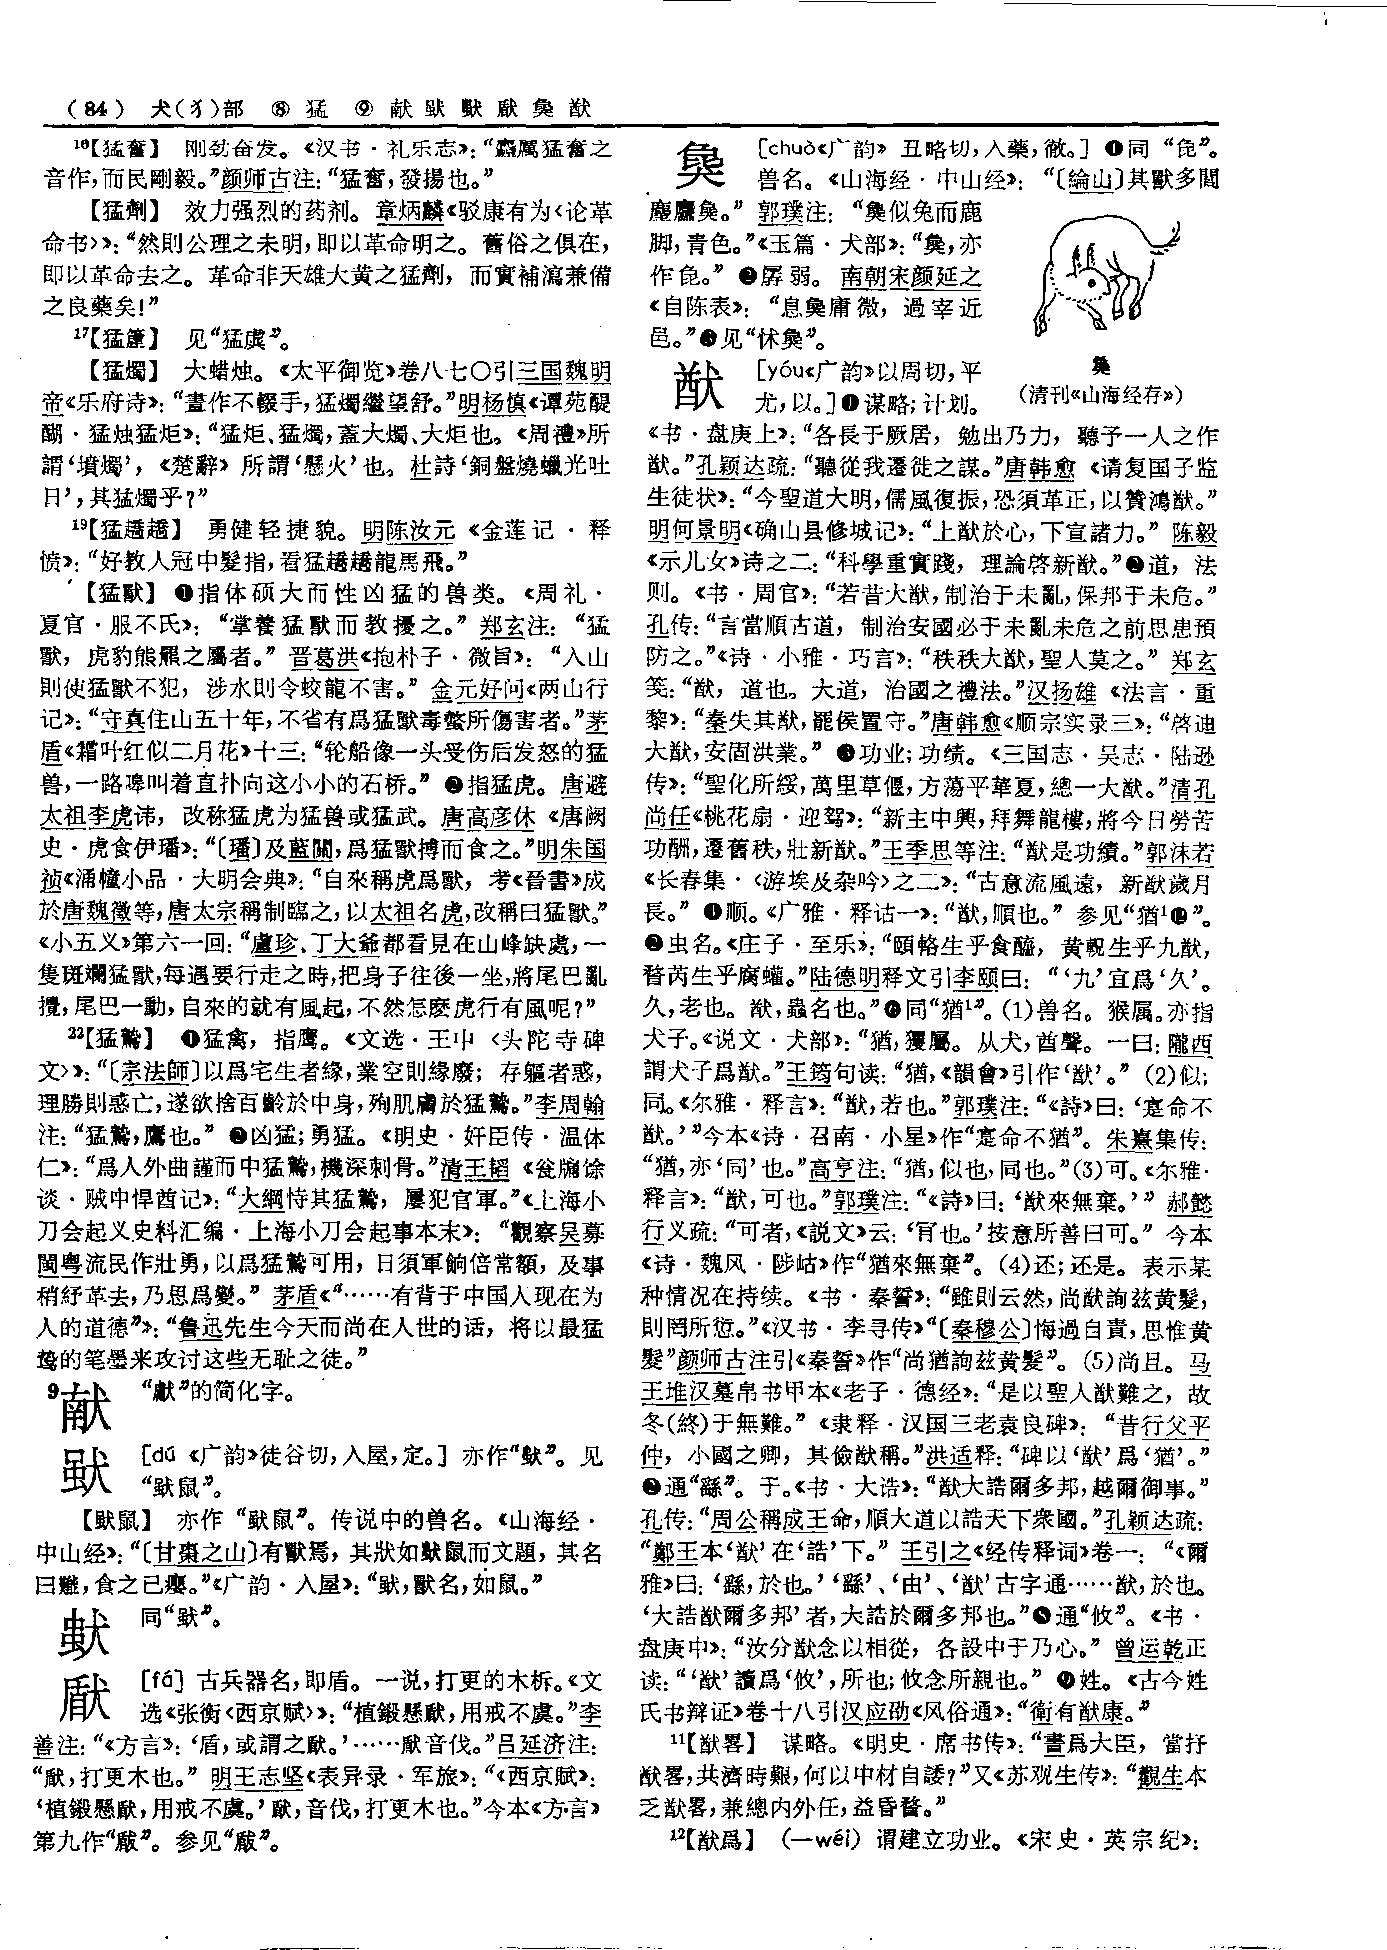 (84) 犬(犭)部 ⑧ 猛 ⑨ 献 㹠 猷
¹⁶【猛奮】 刚劲奋发。《汉书·礼乐志》:“麤厲猛奮之
音作,而民剛毅。”颜师古注:“猛奮,發揚也。”
【猛劑】 效力强烈的药剂。章炳麟《驳康有为〈论革
命书〉》:“然則公理之未明,即以革命明之。舊俗之俱在,
即以革命去之。革命非天雄大黄之猛劑,而實補瀉兼備
之良藥矣!”
¹⁷【猛簴】 见“猛虡”。
【猛燭】 大蜡烛。《太平御览》卷八七〇引三国魏明
帝《乐府诗》:“晝作不輟手,猛燭繼望舒。”明杨慎《谭苑醍
醐·猛烛猛炬》:“猛炬、猛燭,蓋大燭、大炬也。《周禮》所
謂‘墳燭’,《楚辭》所謂‘懸火’也。杜詩‘銅盤燒蠟光吐
日’,其猛燭乎?”
¹⁹【猛趫趫】 勇健轻捷貌。明陈汝元《金莲记·释
愤》:“好教人冠中髮指,看猛趫趫龍馬飛。”
【猛獸】 ❶指体硕大而性凶猛的兽类。《周礼·
夏官·服不氏》:“掌養猛獸而教擾之。”郑玄注:“猛
獸,虎豹熊羆之屬者。”晋葛洪《抱朴子·微旨》:“入山
則使猛獸不犯,涉水則令蛟龍不害。”金元好问《两山行
记》:“守真住山五十年,不省有爲猛獸毒螫所傷害者。”茅
盾《霜叶红似二月花》十三:“轮船像一头受伤后发怒的猛
兽,一路嗥叫着直扑向这小小的石桥。”❷指猛虎。唐避
太祖李虎讳,改称猛虎为猛兽或猛武。唐高彦休《唐阙
史·虎食伊璠》:“〔璠〕及藍關,爲猛獸搏而食之。”明朱国
祯《涌幢小品·大明会典》:“自來稱虎爲獸,考《晉書》成
於唐魏徵等,唐太宗稱制臨之,以太祖名虎,改稱曰猛獸。”
《小五义》第六一回:“盧珍、丁大爺都看見在山峰缺處,一
隻斑斕猛獸,每遇要行走之時,把身子往後一坐,將尾巴亂
攪,尾巴一動,自來的就有風起,不然怎麽虎行有風呢?”
²²【猛鷙】 ❶猛禽,指鹰。《文选·王屮〈头陀寺碑
文〉》:“〔宗法師〕以爲宅生者缘,業空則緣廢;存軀者惑,
理勝則惑亡,遂欲捨百齡於中身,殉肌膚於猛鷙。”李周翰
注:“猛鷙,鷹也。”❷凶猛;勇猛。《明史·奸臣传·温体
仁》:“爲人外曲謹而中猛鷙,機深刺骨。”清王韬《瓮牖馀
谈·贼中悍酋记》:“大綱恃其猛鷙,屢犯官軍。”《上海小
刀会起义史料汇编·上海小刀会起事本末》:“觀察吴募
閩粤流民作壯勇,以爲猛鷙可用,日須軍餉倍常額,及事
稍紓革去,乃思爲變。”茅盾《“……有背于中国人现在为
人的道德”》:“鲁迅先生今天而尚在人世的话,将以最猛
鸷的笔墨来攻讨这些无耻之徒。”
9献 “獻”的简化字。
[dú《广韵》徒谷切,入屋,定。] 亦作“”。见
“鼠”。
【鼠】 亦作“鼠”。传说中的兽名。《山海经·
中山经》:“〔甘棗之山〕有獸焉,其狀如鼠而文題,其名
曰㔮,食之已癭。”《广韵·入屋》:“,獸名,如鼠。”
同“”。
瞂 [fá] 古兵器名,即盾。一说,打更的木柝。《文
选《张衡〈西京赋〉》:“植鎩懸,用戒不虞。”李
善注:“《方言》:‘盾,或謂之。’……音伐。”吕延济注:
“,打更木也。”明王志坚《表异录·军旅》:“《西京賦》:
‘植鎩懸,用戒不虞。’,音伐,打更木也。”今本《方言》
第九作“瞂”。参见“瞂”。
㲋 [chuò《广韵》丑略切,入藥,徹。] ❶同“㲋”。
兽名。《山海经·中山经》:“〔綸山〕其獸多閭
麈麢㲋。”郭璞注:“㲋似兔而鹿
脚,青色。”《玉篇·犬部》:“㲋,亦
作㲋。”❷孱弱。南朝宋颜延之
《自陈表》:“息㲋庸微,過宰近
邑。”❸见“怵㲋”。
㲋
(清刊《山海经存》)
猷 [yóu《广韵》以周切,平
尤,以。]❶谋略;计划。
《书·盘庚上》:“各長于厥居,勉出乃力,聽予一人之作
猷。”孔颖达疏:“聽從我遷徙之謀。”唐韩愈《请复国子监
生徒状》:“今聖道大明,儒風復振,恐須革正,以贊鴻猷。”
明何景明《确山县修城记》:“上猷於心,下宣諸力。”陈毅
《示儿女》诗之二:“科學重實踐,理論啓新猷。”❷道,法
则。《书·周官》:“若昔大猷,制治于未亂,保邦于未危。”
孔传:“言當順古道,制治安國必于未亂未危之前思患預
防之。”《诗·小雅·巧言》:“秩秩大猷,聖人莫之。”郑玄
笺:“猷,道也。大道,治國之禮法。”汉扬雄《法言·重
黎》:“秦失其猷,罷侯置守。”唐韩愈《顺宗实录三》:“啓迪
大猷,安固洪業。”❸功业;功绩。《三国志·吴志·陆逊
传》:“聖化所綏,萬里草偃,方蕩平華夏,總一大猷。”清孔
尚任《桃花扇·迎驾》:“新主中興,拜舞龍樓,將今日勞苦
功酬,遷舊秩,壯新猷。”王季思等注:“猷是功績。”郭沫若
《长春集·〈游埃及杂吟〉之二》:“古意流風遠,新猷歲月
長。”❹顺。《广雅·释诂一》:“猷,順也。”参见“猶¹⓮”。
❺虫名。《庄子·至乐》:“頤輅生乎食醯,黄軦生乎九猷,
瞀芮生乎腐蠸。”陆德明释文引李颐曰:“‘九’宜爲‘久’。
久,老也。猷,蟲名也。”❻同“猶¹”。(1)兽名。猴属。亦指
犬子。《说文·犬部》:“猶,玃屬。从犬,酋聲。一曰:隴西
謂犬子爲猷。”王筠句读:“猶,《韻會》引作‘猷’。”(2)似;
同。《尔雅·释言》:“猷,若也。”郭璞注:“《詩》曰:‘寔命不
猷。’”今本《诗·召南·小星》作“寔命不猶”。朱熹集传:
“猶,亦‘同’也。”高亨注:“猶,似也,同也。”(3)可。《尔雅·
释言》:“猷,可也。”郭璞注:“《詩》曰:‘猷來無棄。’”郝懿
行义疏:“可者,《説文》云:‘肎也。’按意所善曰可。”今本
《诗·魏风·陟岵》作“猶來無棄”。(4)还;还是。表示某
种情况在持续。《书·秦誓》:“雖則云然,尚猷詢兹黄髮,
則罔所愆。”《汉书·李寻传》“〔秦穆公〕悔過自責,思惟黄
髮”颜师古注引《秦誓》作“尚猶詢兹黄髮”。(5)尚且。马
王堆汉墓帛书甲本《老子·德经》:“是以聖人猷難之,故
冬(終)于無難。”《隶释·汉国三老袁良碑》:“昔行父平
仲,小國之卿,其儉猷稱。”洪适释:“碑以‘猷’爲‘猶’。”
❼通“繇”。于。《书·大诰》:“猷大誥爾多邦,越爾御事。”
孔传:“周公稱成王命,順大道以誥天下衆國。”孔颖达疏:
“鄭王本‘猷’在‘誥’下。”王引之《经传释词》卷一:“《爾
雅》曰:‘繇,於也。’‘繇’、‘由’、‘猷’古字通……猷,於也。
‘大誥猷爾多邦’者,大誥於爾多邦也。”❽通“攸”。《书·
盘庚中》:“汝分猷念以相從,各設中于乃心。”曾运乾正
读:“‘猷’讀爲‘攸’,所也;攸念所親也。”❾姓。《古今姓
氏书辩证》卷十八引汉应劭《风俗通》:“衛有猷康。”
¹¹【猷畧】 谋略。《明史·席书传》:“書爲大臣,當抒
猷畧,共濟時艱,何以中材自諉?”又《苏观生传》:“觀生本
乏猷畧,兼總内外任,益昏瞀。”
¹²【猷爲】 (—wéi) 谓建立功业。《宋史·英宗纪》: